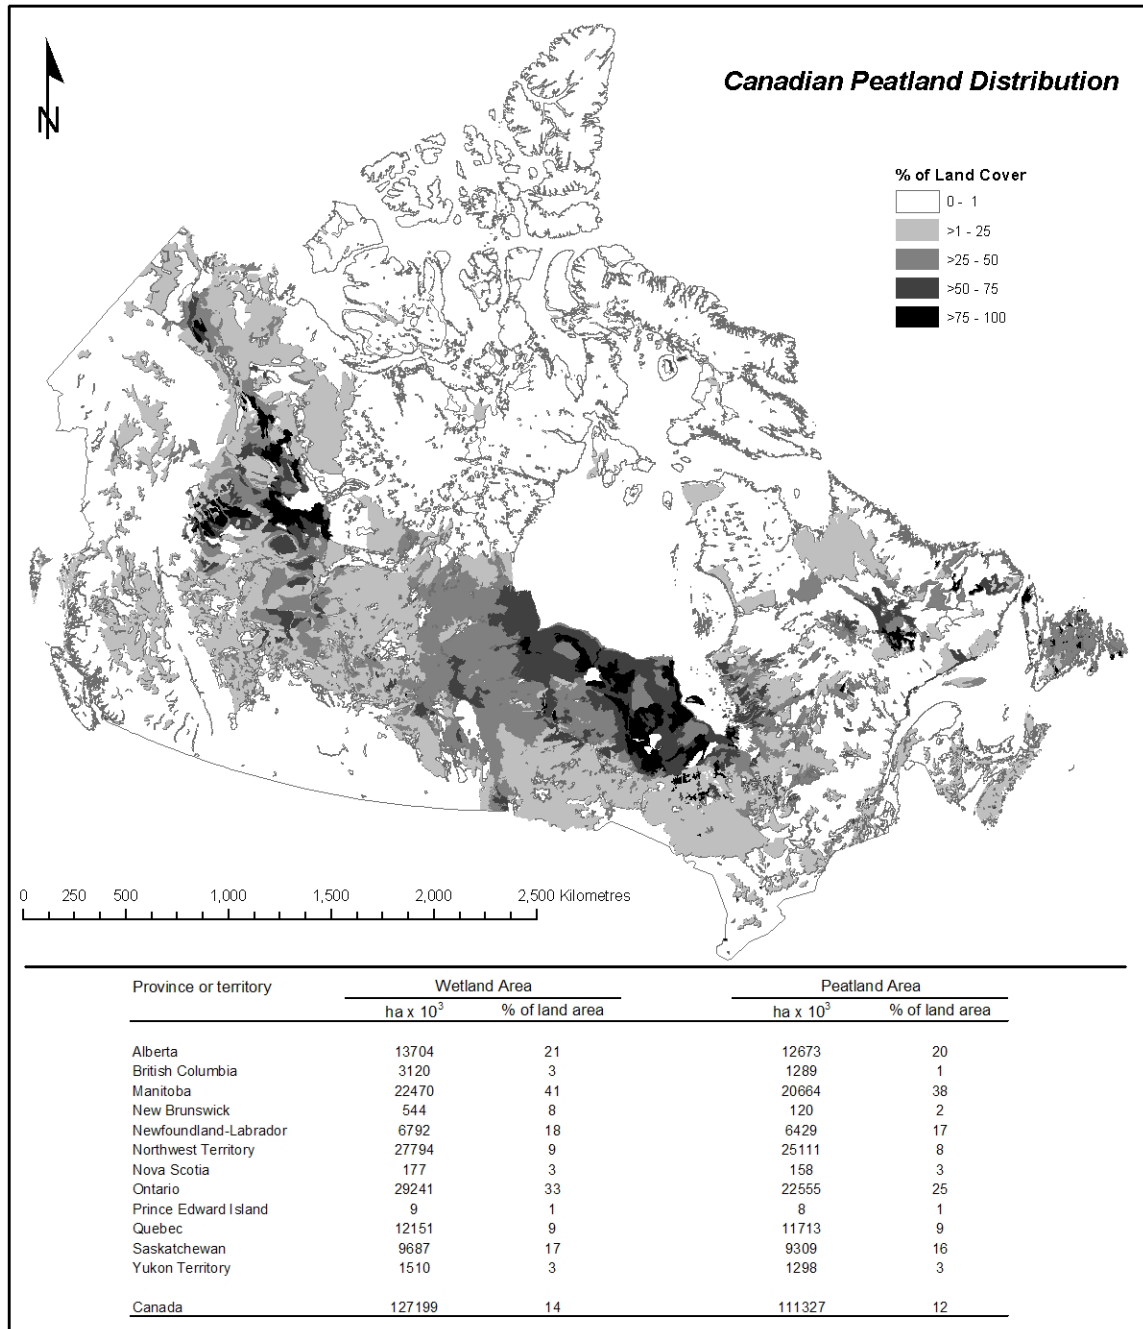 N
Canadian Peatland Distribution
% of Land Cover
0 - 1
>1 - 25
>25 - 50
>50 - 75
>75 - 100
0 250 500 1,000 1,500 2,000 2,500 Kilometres
Province or territory Wetland Area Peatland Area
ha x 10³ % of land area ha x 10³ % of land area
Alberta 13704 21 12673 20
British Columbia 3120 3 1289 1
Manitoba 22470 41 20664 38
New Brunswick 544 8 120 2
Newfoundland-Labrador 6792 18 6429 17
Northwest Territory 27794 9 25111 8
Nova Scotia 177 3 158 3
Ontario 29241 33 22555 25
Prince Edward Island 9 1 8 1
Quebec 12151 9 11713 9
Saskatchewan 9687 17 9309 16
Yukon Territory 1510 3 1298 3
Canada 127199 14 111327 12